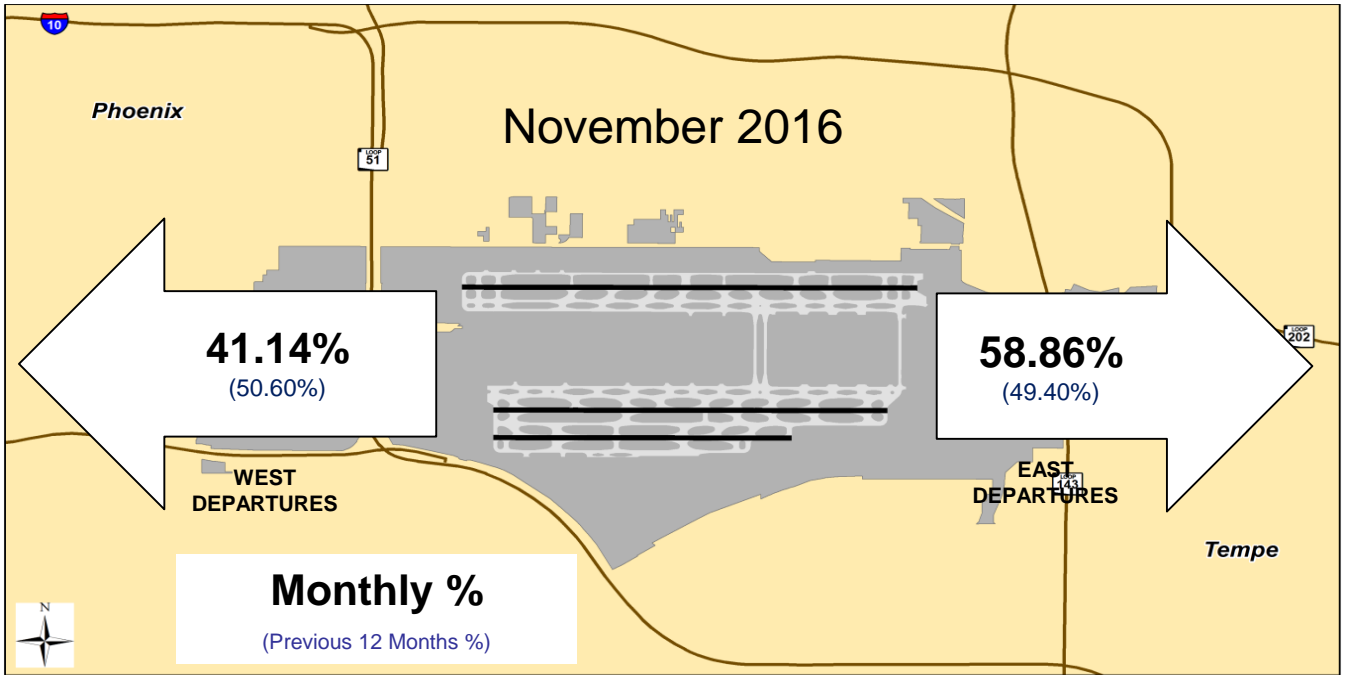 10
Phoenix
November 2016
LOOP
51
41.14%
(50.60%)
58.86%
(49.40%)
LOOP
202
WEST
DEPARTURES
EAST
DEPARTURES
LOOP
143
Tempe
Monthly %
(Previous 12 Months %)
N